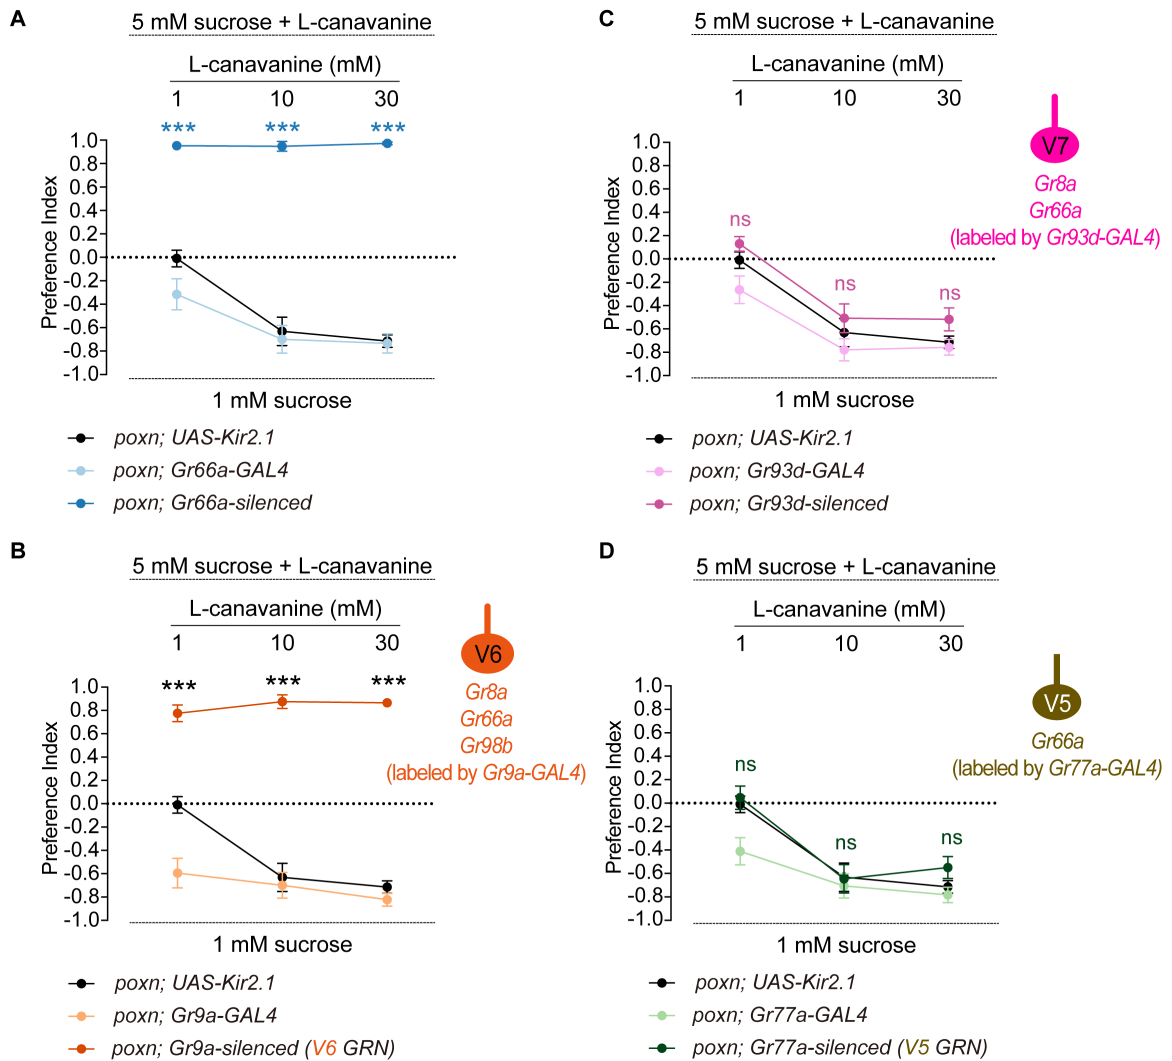 A
5 mM sucrose + L-canavanine
L-canavanine (mM)
1 10 30
*** *** ***
Preference Index
1.0
0.8
0.6
0.4
0.2
0.0
-0.2
-0.4
-0.6
-0.8
-1.0
1 mM sucrose
poxn; UAS-Kir2.1
poxn; Gr66a-GAL4
poxn; Gr66a-silenced
C
5 mM sucrose + L-canavanine
L-canavanine (mM)
1 10 30
Preference Index
1.0
0.8
0.6
0.4
0.2
0.0
-0.2
-0.4
-0.6
-0.8
-1.0
ns
ns
ns
1 mM sucrose
V7
Gr8a
Gr66a
(labeled by Gr93d-GAL4)
poxn; UAS-Kir2.1
poxn; Gr93d-GAL4
poxn; Gr93d-silenced
B
5 mM sucrose + L-canavanine
L-canavanine (mM)
1 10 30
*** *** ***
Preference Index
1.0
0.8
0.6
0.4
0.2
0.0
-0.2
-0.4
-0.6
-0.8
-1.0
1 mM sucrose
V6
Gr8a
Gr66a
Gr98b
(labeled by Gr9a-GAL4)
poxn; UAS-Kir2.1
poxn; Gr9a-GAL4
poxn; Gr9a-silenced (V6 GRN)
D
5 mM sucrose + L-canavanine
L-canavanine (mM)
1 10 30
Preference Index
1.0
0.8
0.6
0.4
0.2
0.0
-0.2
-0.4
-0.6
-0.8
-1.0
ns
ns
ns
1 mM sucrose
V5
Gr66a
(labeled by Gr77a-GAL4)
poxn; UAS-Kir2.1
poxn; Gr77a-GAL4
poxn; Gr77a-silenced (V5 GRN)